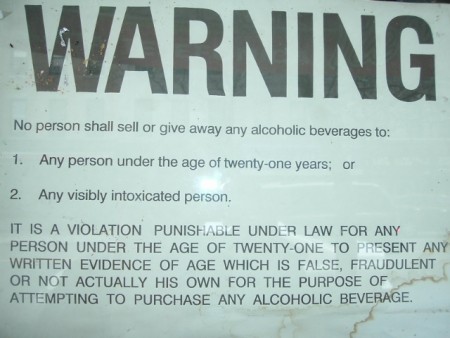 WARNING
No person shall sell or give away any alcoholic beverages to:
1. Any person under the age of twenty-one years; or
2. Any visibly intoxicated person.
IT IS A VIOLATION PUNISHABLE UNDER LAW FOR ANY
PERSON UNDER THE AGE OF TWENTY-ONE TO PRESENT ANY
WRITTEN EVIDENCE OF AGE WHICH IS FALSE, FRAUDULENT
OR NOT ACTUALLY HIS OWN FOR THE PURPOSE OF
ATTEMPTING TO PURCHASE ANY ALCOHOLIC BEVERAGE.